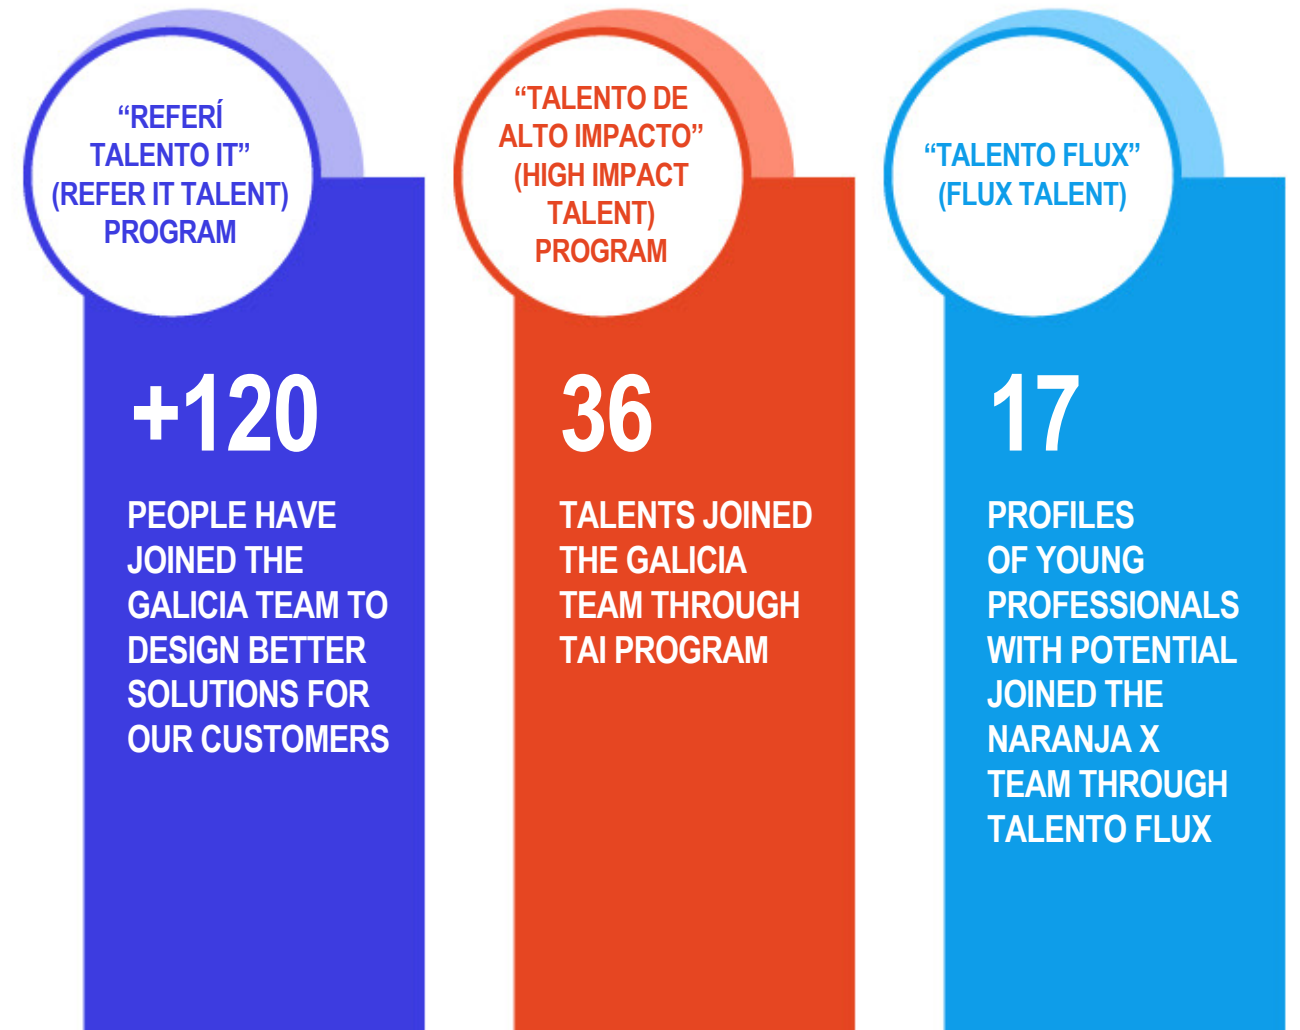 “REFERÍ
TALENTO IT”
(REFER IT TALENT)
PROGRAM
+120
PEOPLE HAVE
JOINED THE
GALICIA TEAM TO
DESIGN BETTER
SOLUTIONS FOR
OUR CUSTOMERS
“TALENTO DE
ALTO IMPACTO”
(HIGH IMPACT
TALENT)
PROGRAM
36
TALENTS JOINED
THE GALICIA
TEAM THROUGH
TAI PROGRAM
“TALENTO FLUX”
(FLUX TALENT)
17
PROFILES
OF YOUNG
PROFESSIONALS
WITH POTENTIAL
JOINED THE
NARANJA X
TEAM THROUGH
TALENTO FLUX